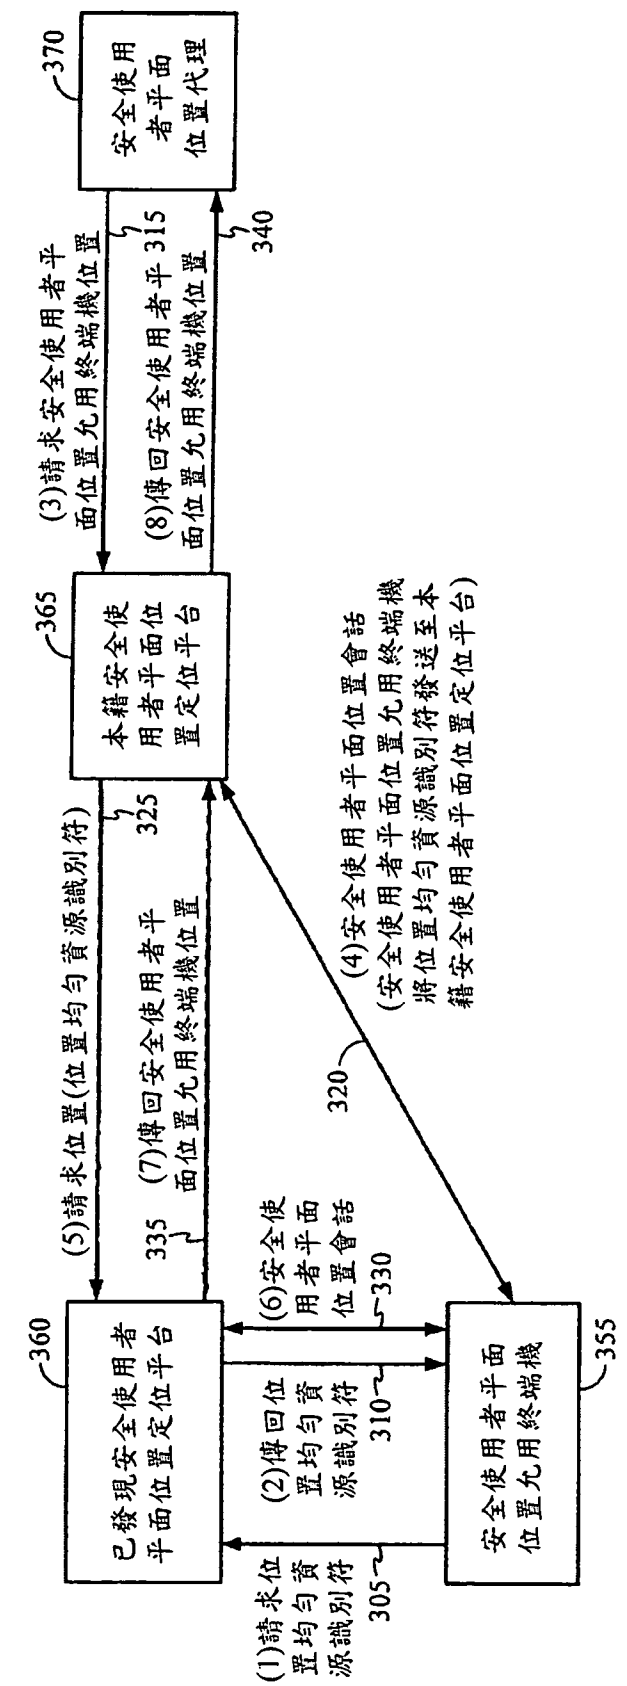 370
安全使用
者平面
位置代理
(3)請求安全使用者平
面位置允用終端機位置
315
(8)傳回安全使用者平
面位置允用終端機位置
340
365
本籍安全使
用者平面位
置定位平台
(5)請求位置(位置均勻資源識別符)
325
(7)傳回安全使用者平
面位置允用終端機位置
335
(4)安全使用者平面位置會話
(安全使用者平面位置允用終端機
將位置均勻資源識別符發送至本
籍安全使用者平面位置定位平台)
320
360
已發現安全使用者
平面位置定位平台
(6)安全使
用者平面
位置會話
330
(2)傳回位
置均勻資
源識別符
310
(1)請求位
置均勻資
源識別符
305
安全使用者平面
位置允用終端機
355